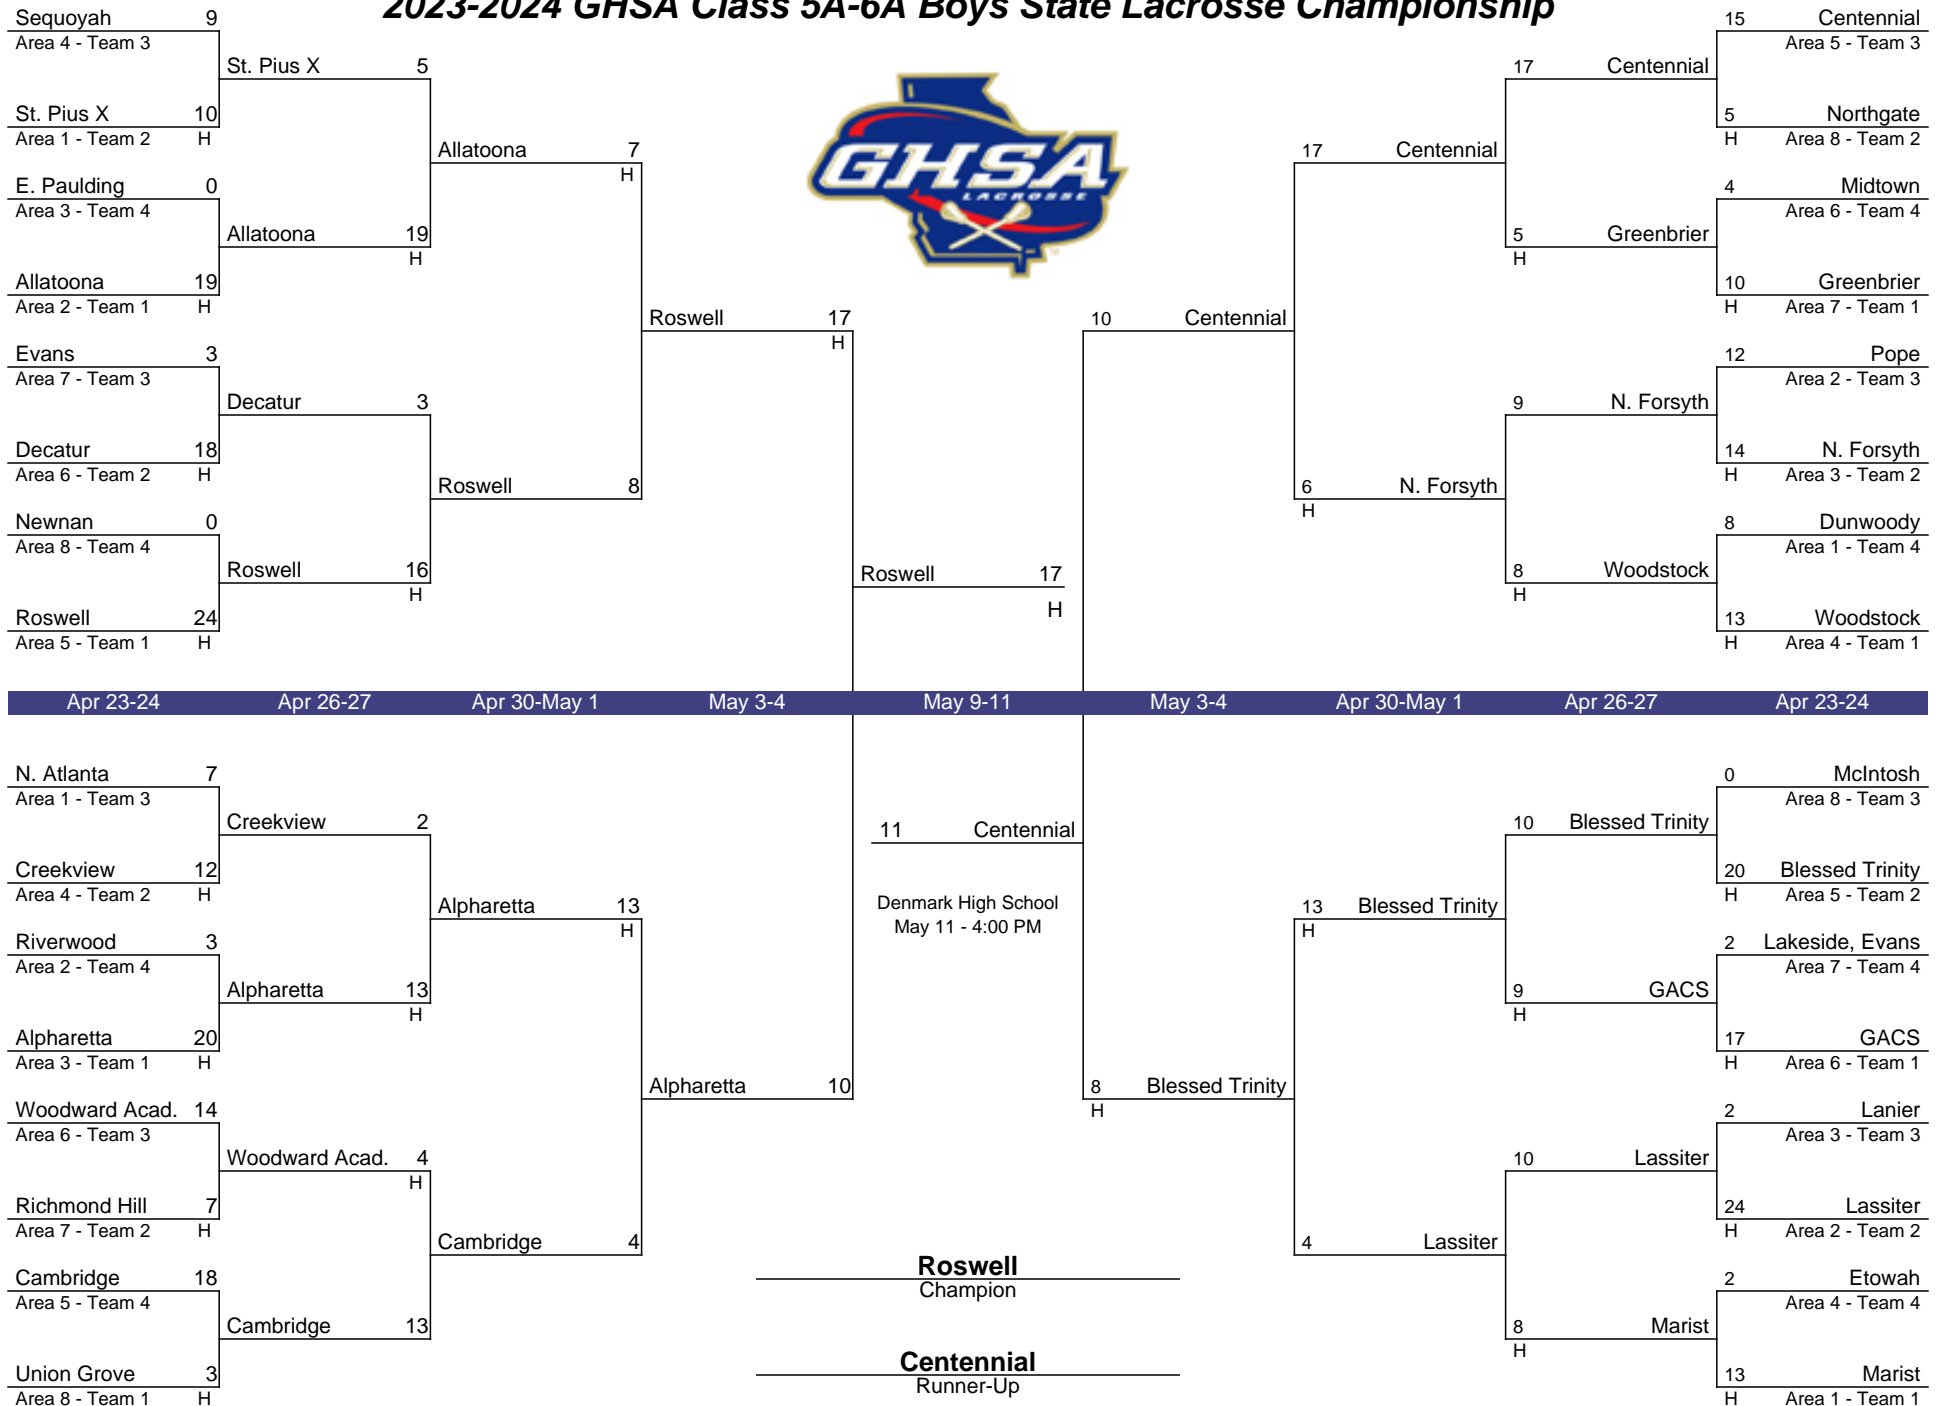 2023-2024 GHSA Class 5A-6A Boys State Lacrosse Championship
Sequoyah 9
Area 4 - Team 3
St. Pius X 5
St. Pius X 10
Area 1 - Team 2 H
Allatoona 7
H
E. Paulding 0
Area 3 - Team 4
Allatoona 19
H
Allatoona 19
Area 2 - Team 1 H
Roswell 17
H
Evans 3
Area 7 - Team 3
Decatur 3
Decatur 18
Area 6 - Team 2 H
Roswell 8
Newnan 0
Area 8 - Team 4
Roswell 16
H
Roswell 24
Area 5 - Team 1 H
GHSA
LACROSSE
Roswell 17
H
15 Centennial
Area 5 - Team 3
17 Centennial
5 Northgate
H Area 8 - Team 2
17 Centennial
4 Midtown
Area 6 - Team 4
5 Greenbrier
H
10 Greenbrier
H Area 7 - Team 1
10 Centennial
12 Pope
Area 2 - Team 3
9 N. Forsyth
14 N. Forsyth
H Area 3 - Team 2
6 N. Forsyth
H
8 Dunwoody
Area 1 - Team 4
8 Woodstock
H
13 Woodstock
H Area 4 - Team 1
Apr 23-24 Apr 26-27 Apr 30-May 1 May 3-4 May 9-11 May 3-4 Apr 30-May 1 Apr 26-27 Apr 23-24
N. Atlanta 7
Area 1 - Team 3
Creekview 2
Creekview 12
Area 4 - Team 2 H
Alpharetta 13
H
Riverwood 3
Area 2 - Team 4
Alpharetta 13
H
Alpharetta 20
Area 3 - Team 1 H
Alpharetta 10
Woodward Acad. 14
Area 6 - Team 3
Woodward Acad. 4
H
Richmond Hill 7
Area 7 - Team 2 H
Cambridge 4
Cambridge 18
Area 5 - Team 4
Cambridge 13
Union Grove 3
Area 8 - Team 1 H
11 Centennial
Denmark High School
May 11 - 4:00 PM
Roswell
Champion
Centennial
Runner-Up
0 McIntosh
Area 8 - Team 3
10 Blessed Trinity
20 Blessed Trinity
H Area 5 - Team 2
13 Blessed Trinity
H
2 Lakeside, Evans
Area 7 - Team 4
9 GACS
H
17 GACS
H Area 6 - Team 1
8 Blessed Trinity
H
2 Lanier
Area 3 - Team 3
10 Lassiter
24 Lassiter
H Area 2 - Team 2
4 Lassiter
2 Etowah
Area 4 - Team 4
8 Marist
H
13 Marist
H Area 1 - Team 1